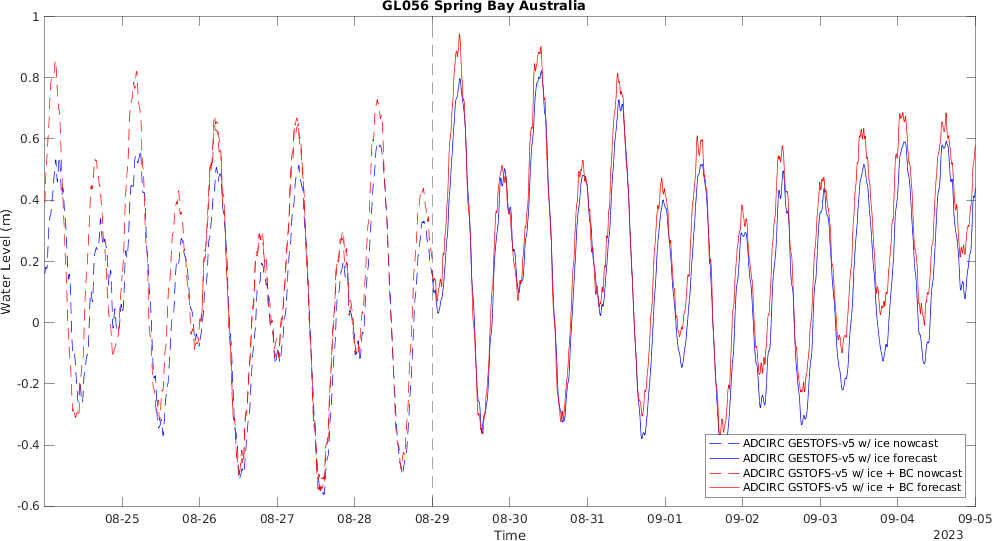 GL056 Spring Bay Australia
1
0.8
0.6
0.4
0.2
0
-0.2
-0.4
-0.6
Water Level (m)
08-25 08-26 08-27 08-28 08-29 08-30 08-31 09-01 09-02 09-03 09-04 09-05
Time
2023
ADCIRC GESTOFS-v5 w/ ice nowcast
ADCIRC GESTOFS-v5 w/ ice forecast
ADCIRC GSTOFS-v5 w/ ice + BC nowcast
ADCIRC GSTOFS-v5 w/ ice + BC forecast